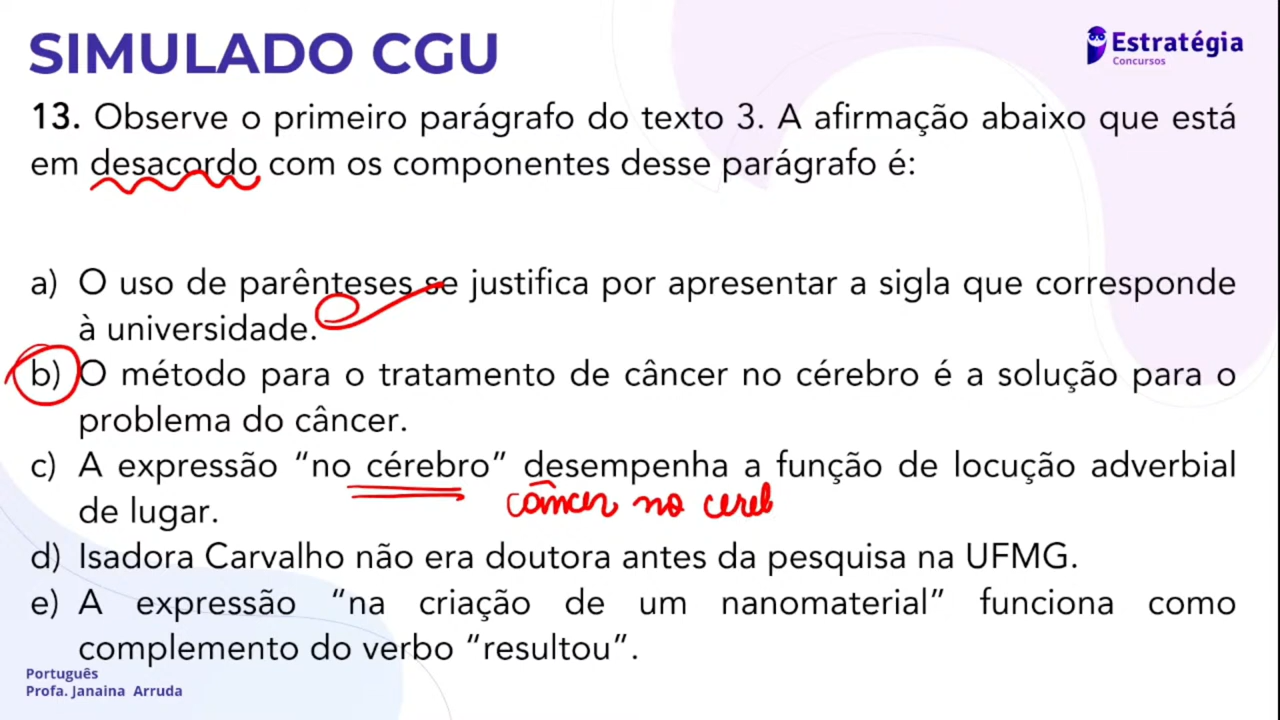 SIMULADO CGU
Estratégia
Concursos
13. Observe o primeiro parágrafo do texto 3. A afirmação abaixo que está
em desacordo com os componentes desse parágrafo é:
a) O uso de parênteses se justifica por apresentar a sigla que corresponde
à universidade.
b) O método para o tratamento de câncer no cérebro é a solução para o
problema do câncer.
c) A expressão “no cérebro” desempenha a função de locução adverbial
câncer no cereb
de lugar.
d) Isadora Carvalho não era doutora antes da pesquisa na UFMG.
e) A expressão “na criação de um nanomaterial” funciona como
complemento do verbo “resultou”.
Português
Profa. Janaina Arruda